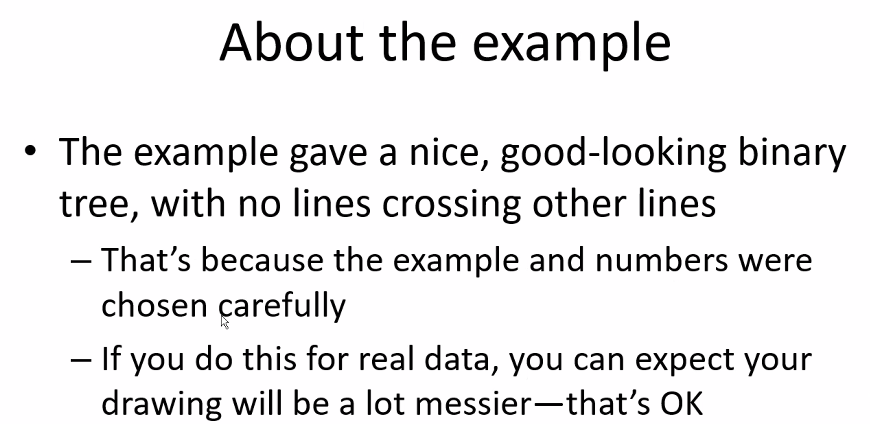 About the example
• The example gave a nice, good-looking binary
tree, with no lines crossing other lines
– That’s because the example and numbers were
chosen carefully
– If you do this for real data, you can expect your
drawing will be a lot messier—that’s OK